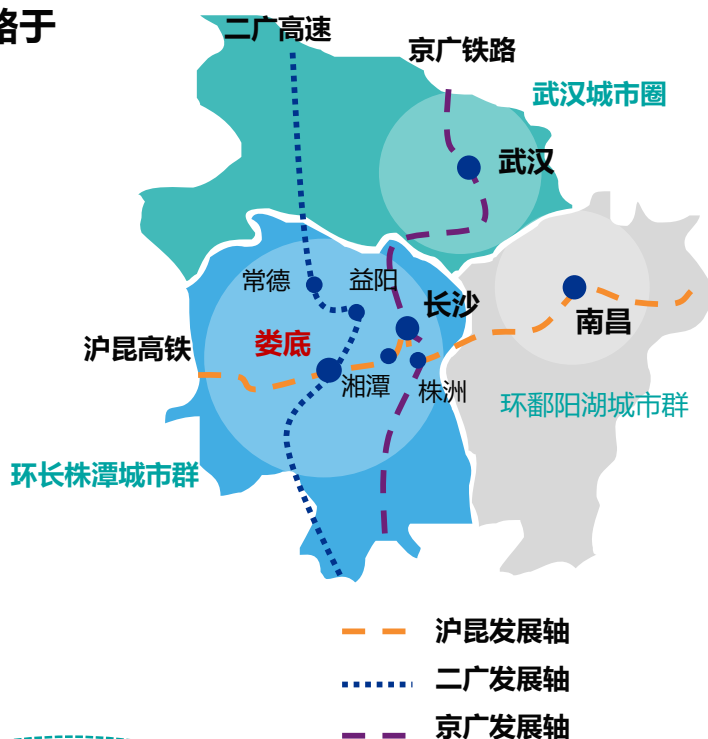 略于
二广高速
京广铁路
武汉城市圈
武汉
常德
益阳
长沙
沪昆高铁
娄底
南昌
湘潭
株洲
环鄱阳湖城市群
环长株潭城市群
沪昆发展轴
二广发展轴
京广发展轴